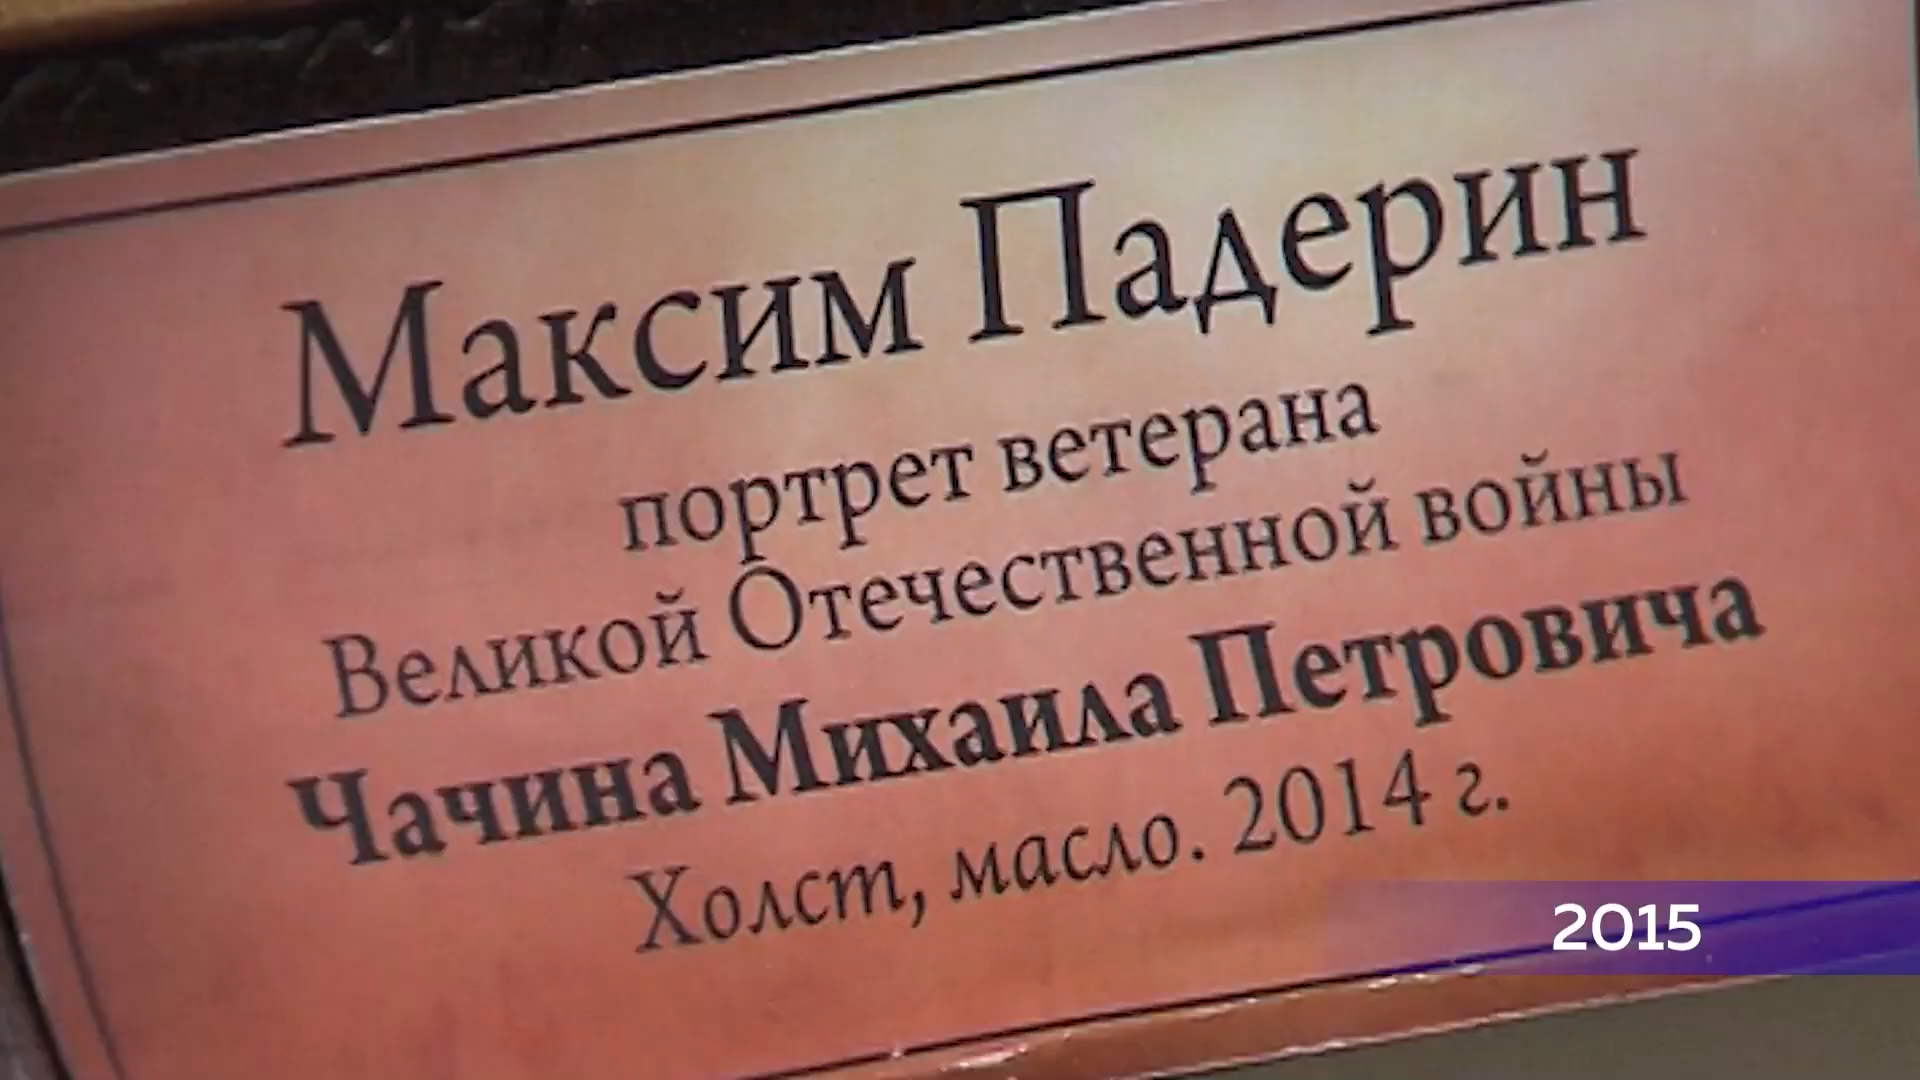 Максим Падерин
портрет ветерана
Великой Отечественной войны
Чачина Михаила Петровича
Холст, масло. 2014 г.
2015